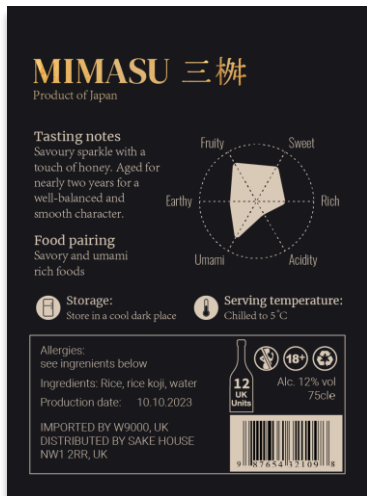 MIMASU 三桝
Product of Japan
Tasting notes
Savoury sparkle with a
touch of honey. Aged for
nearly two years for a
well-balanced and
smooth character.
Fruity
Sweet
Earthy
Rich
Umami
Acidity
Food pairing
Savory and umami
rich foods
Storage:
Store in a cool dark place
Serving temperature:
Chilled to 5°C
Allergies:
see ingrenients below
Ingredients: Rice, rice koji, water
Production date: 10.10.2023
IMPORTED BY W9000, UK
DISTRIBUTED BY SAKE HOUSE
NW1 2RR, UK
12
UK
Units
18+
Alc. 12% vol
75cle
9 87654 32109 8